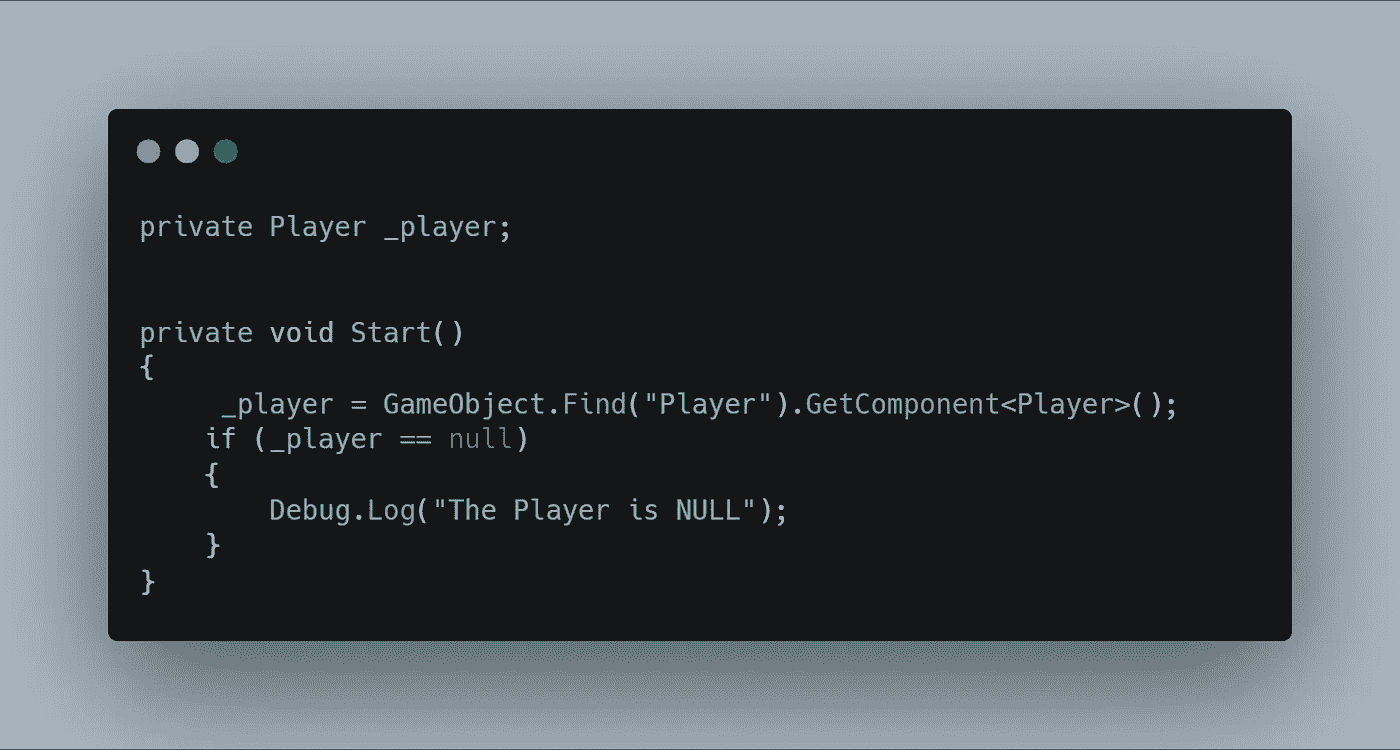 private Player _player;
private void Start()
{
     _player = GameObject.Find("Player").GetComponent<Player>();
    if (_player == null)
    {
        Debug.Log("The Player is NULL");
    }
}